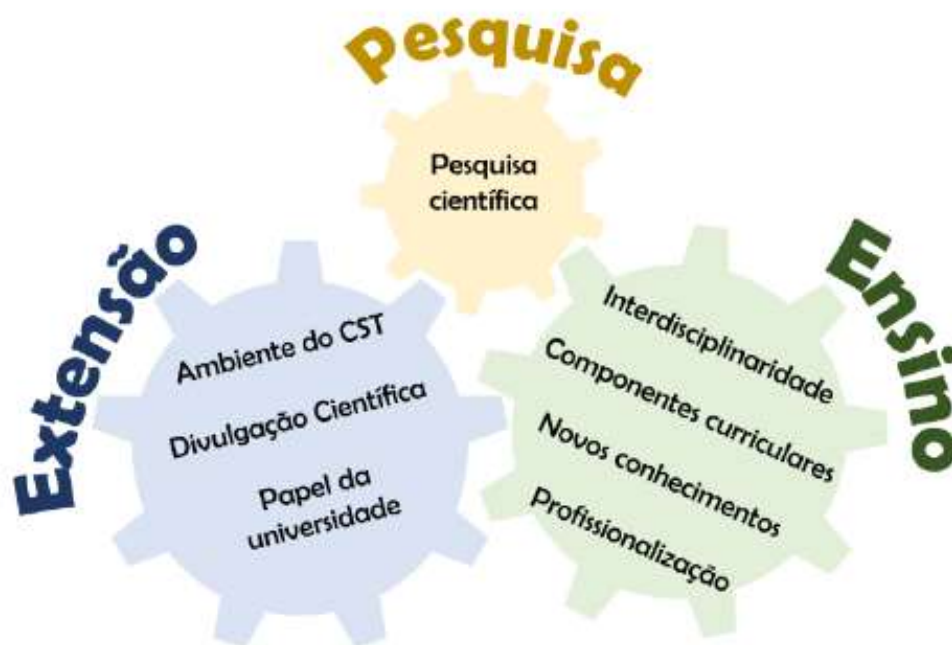 Pesquisa
Pesquisa
científica
Extensão
Ambiente do CST
Divulgação Científica
Papel da
universidade
Ensino
Interdisciplinaridade
Componentes curriculares
Novos conhecimentos
Profissionalização